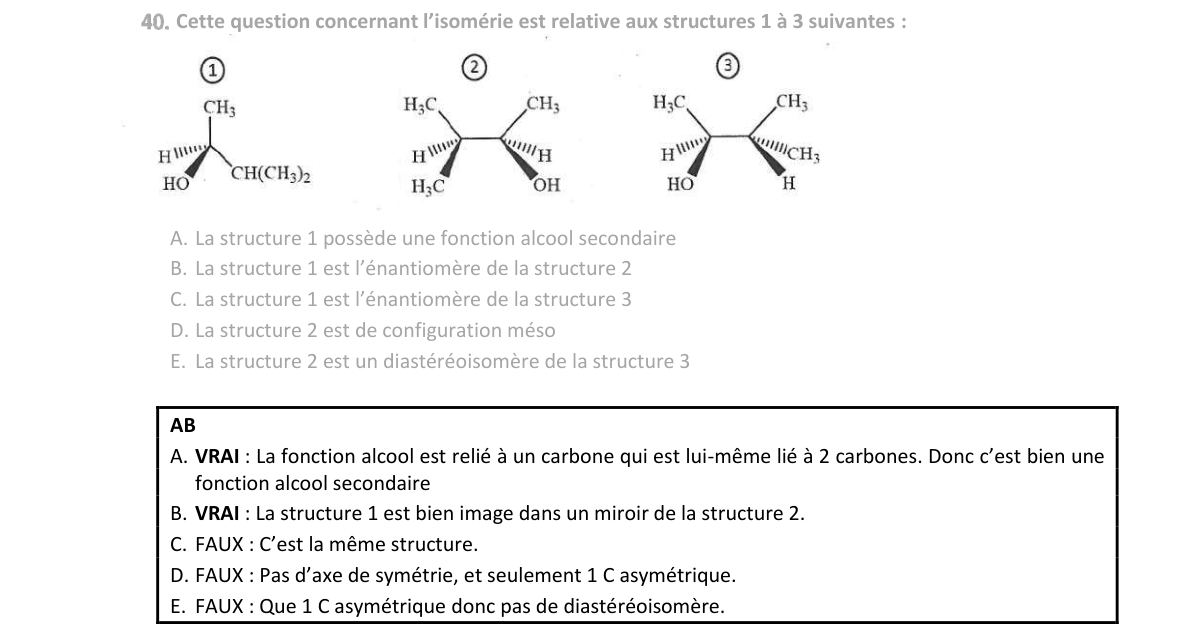 40. Cette question concernant l’isomérie est relative aux structures 1 à 3 suivantes :
1 2 3
CH3 H3C CH3 H3C CH3
H H H H CH3
HO CH(CH3)2 H3C OH HO H
A. La structure 1 possède une fonction alcool secondaire
B. La structure 1 est l’énantiomère de la structure 2
C. La structure 1 est l’énantiomère de la structure 3
D. La structure 2 est de configuration méso
E. La structure 2 est un diastéréoisomère de la structure 3
AB
A. VRAI : La fonction alcool est relié à un carbone qui est lui-même lié à 2 carbones. Donc c’est bien une
fonction alcool secondaire
B. VRAI : La structure 1 est bien image dans un miroir de la structure 2.
C. FAUX : C’est la même structure.
D. FAUX : Pas d’axe de symétrie, et seulement 1 C asymétrique.
E. FAUX : Que 1 C asymétrique donc pas de diastéréoisomère.